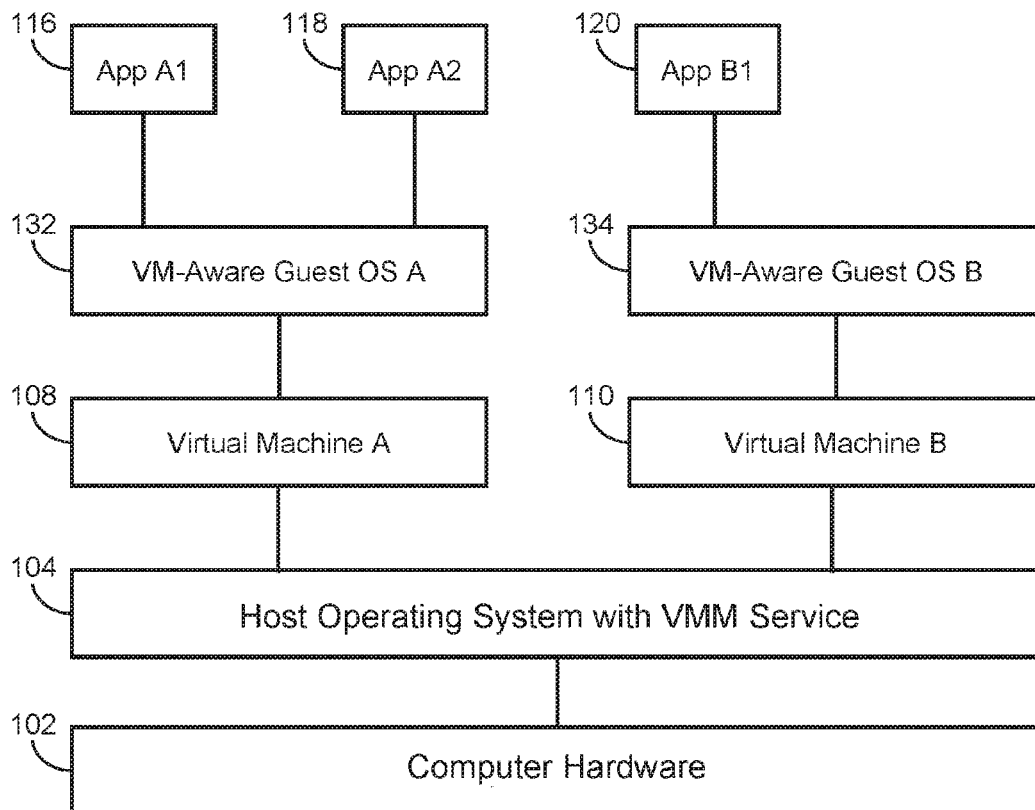 116
App A1
118
App A2
120
App B1
132
VM-Aware Guest OS A
134
VM-Aware Guest OS B
108
Virtual Machine A
110
Virtual Machine B
104
Host Operating System with VMM Service
102
Computer Hardware